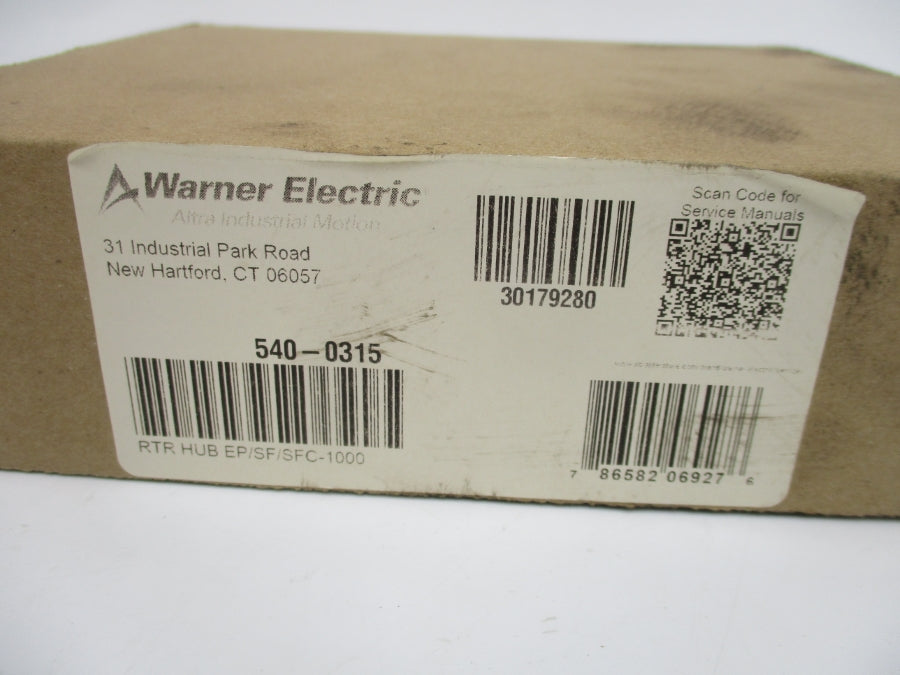 Warner Electric
Altra Industrial Motion
31 Industrial Park Road
New Hartford, CT 06057
30179280
Scan Code for
Service Manuals
540-0315
RTR HUB EP/SF/SFC-1000
7 86582 06927 6